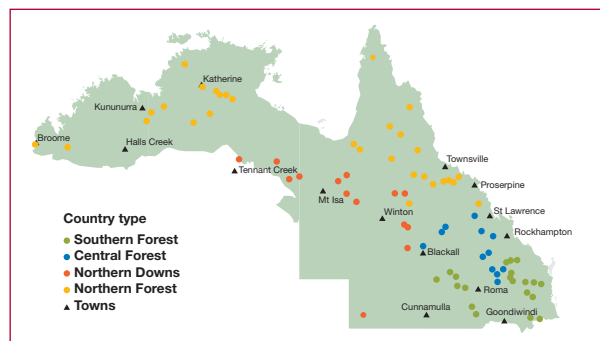 Katherine
Kununurra
Broome
Halls Creek
Tennant Creek
Townsville
Mt Isa
Proserpine
Winton
St Lawrence
Rockhampton
Blackall
Roma
Cunnamulla
Goondiwindi
Country type
Southern Forest
Central Forest
Northern Downs
Northern Forest
Towns